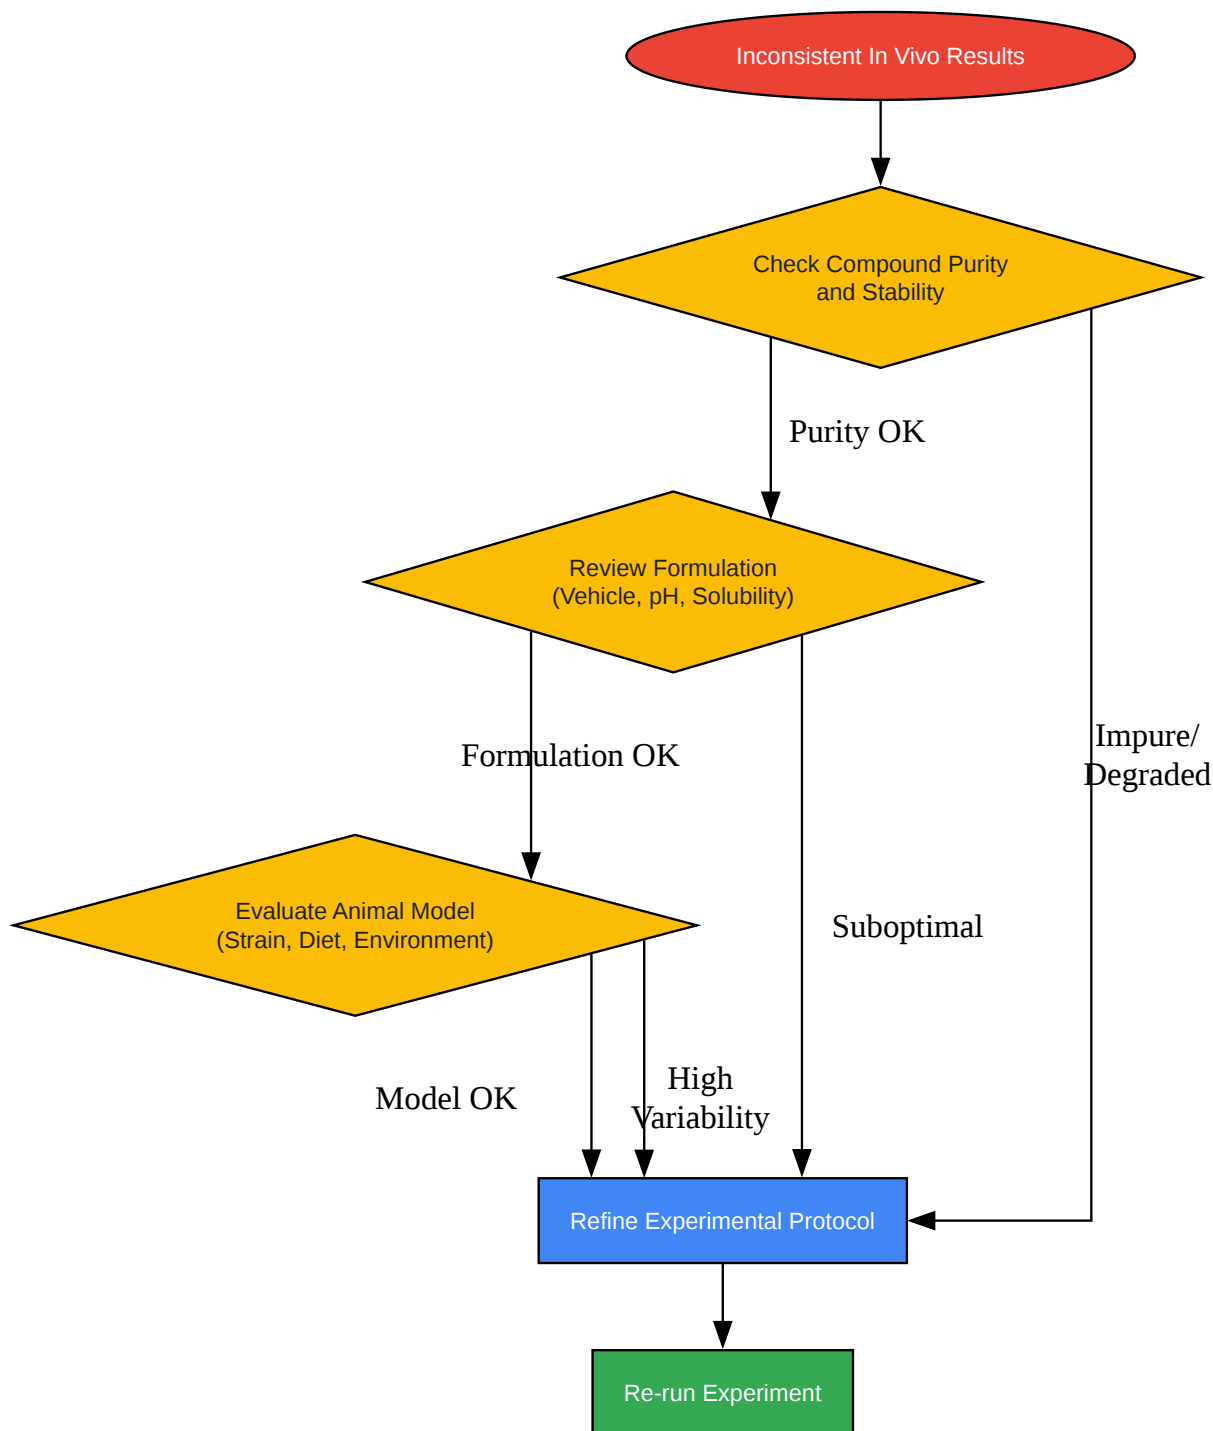 Inconsistent In Vivo Results
Check Compound Purity
and Stability
Purity OK
Review Formulation
(Vehicle, pH, Solubility)
Impure/
Degraded
Formulation OK
Evaluate Animal Model
(Strain, Diet, Environment)
Suboptimal
Model OK
High
Variability
Refine Experimental Protocol
Re-run Experiment